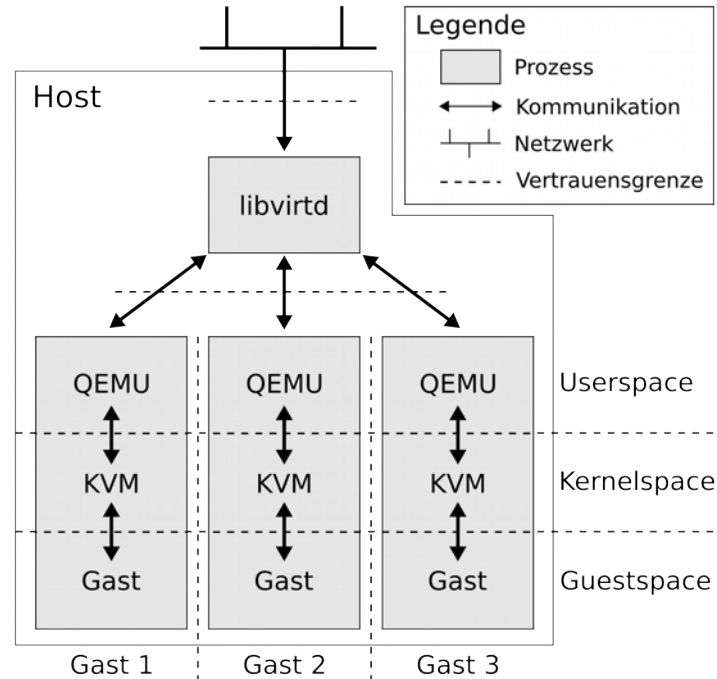 Legende
Prozess
Kommunikation
Netzwerk
Vertrauensgrenze
Host
libvirtd
QEMU QEMU QEMU Userspace
KVM KVM KVM Kernelspace
Gast Gast Gast Guestspace
Gast 1 Gast 2 Gast 3